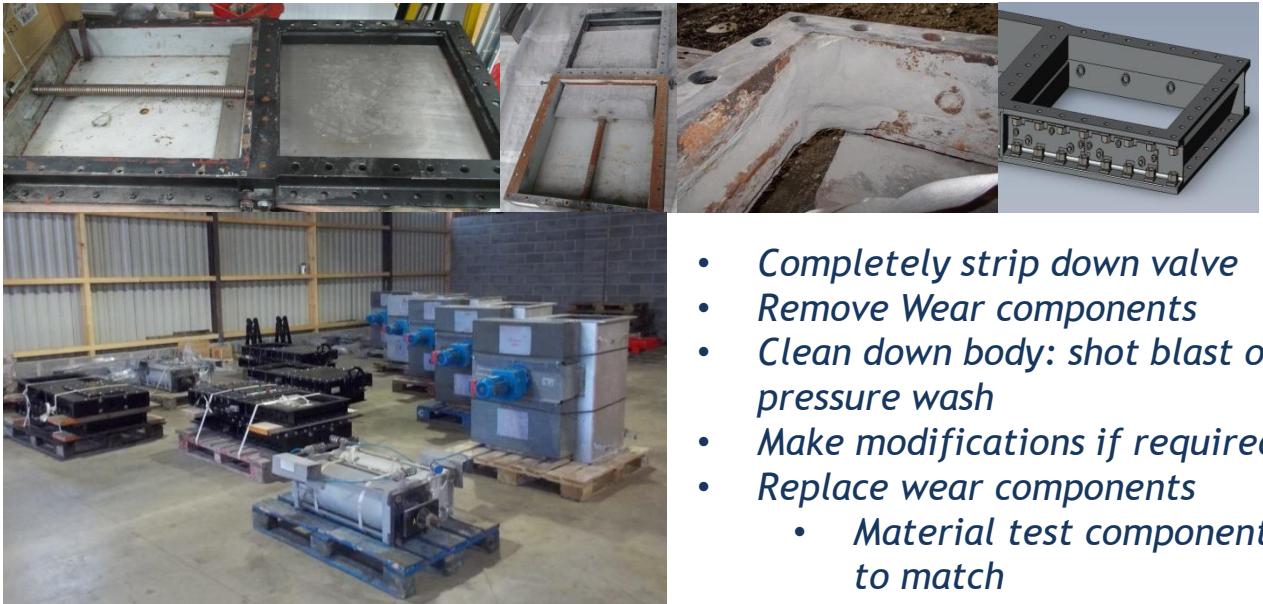 • Completely strip down valve
• Remove Wear components
• Clean down body: shot blast o
pressure wash
• Make modifications if require
• Replace wear components
• Material test component
to match